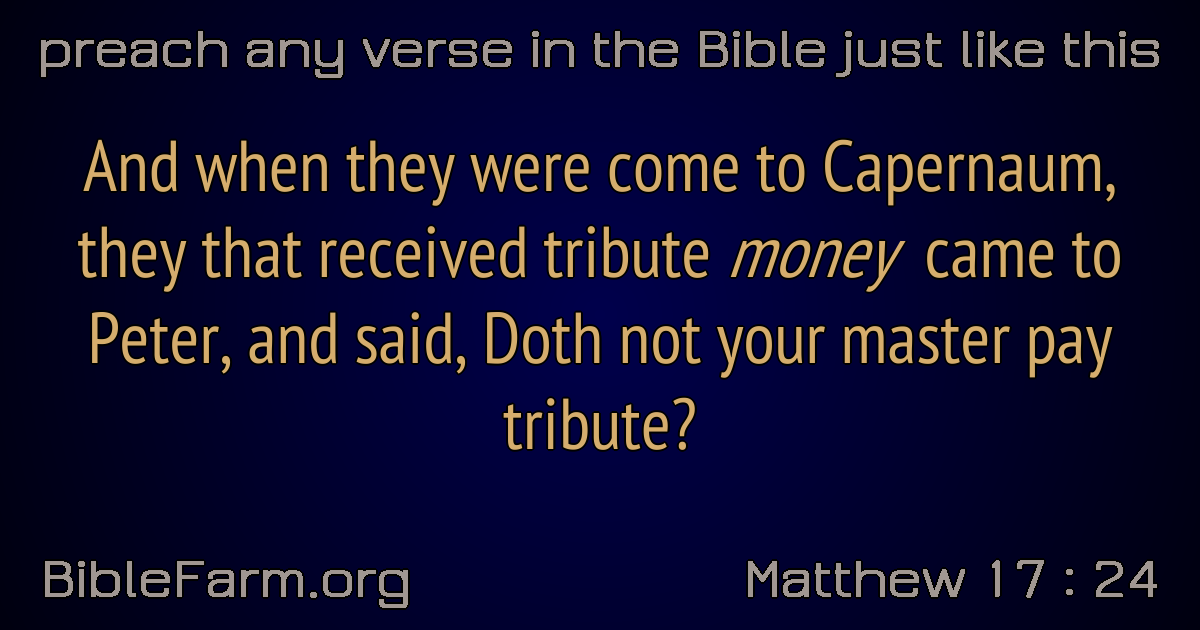 preach any verse in the Bible just like this
And when they were come to Capernaum,
they that received tribute money came to
Peter, and said, Doth not your master pay
tribute?
BibleFarm.org
Matthew 17 : 24